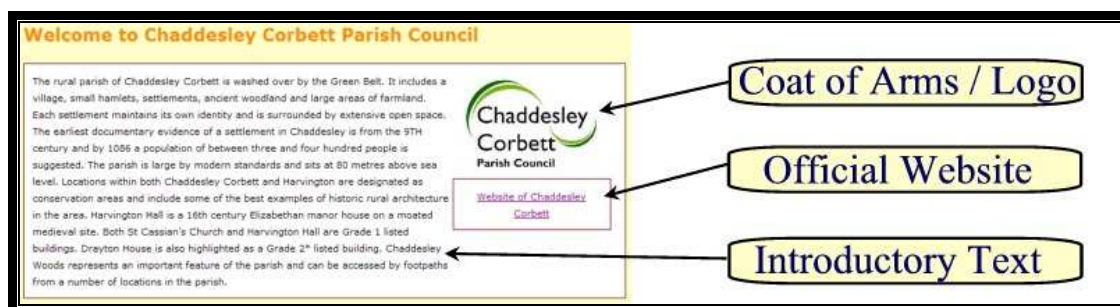 Welcome to Chaddesley Corbett Parish Council
The rural parish of Chaddesley Corbett is washed over by the Green Belt. It includes a
village, small hamlets, settlements, ancient woodland and large areas of farmland.
Each settlement maintains its own identity and is surrounded by extensive open space.
The earliest documentary evidence of a settlement in Chaddesley is from the 9TH
century and by 1086 a population of between three and four hundred people is
suggested. The parish is large by modern standards and sits at 80 metres above sea
level. Locations within both Chaddesley Corbett and Harvington are designated as
conservation areas and include some of the best examples of historic rural architecture
in the area. Harvington Hall is a 16th century Elizabethan manor house on a moated
medieval site. Both St Cassian's Church and Harvington Hall are Grade 1 listed
buildings. Drayton House is also highlighted as a Grade 2* listed building. Chaddesley
Woods represents an important feature of the parish and can be accessed by footpaths
from a number of locations in the parish.
Chaddesley
Corbett
Parish Council
Website of Chaddesley
Corbett
Coat of Arms / Logo
Official Website
Introductory Text